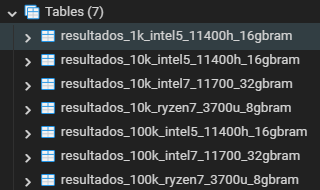 Tables (7)
resultados_1k_intel5_11400h_16gbram
resultados_10k_intel5_11400h_16gbram
resultados_10k_intel7_11700_32gbram
resultados_10k_ryzen7_3700u_8gbram
resultados_100k_intel5_11400h_16gbram
resultados_100k_intel7_11700_32gbram
resultados_100k_ryzen7_3700u_8gbram